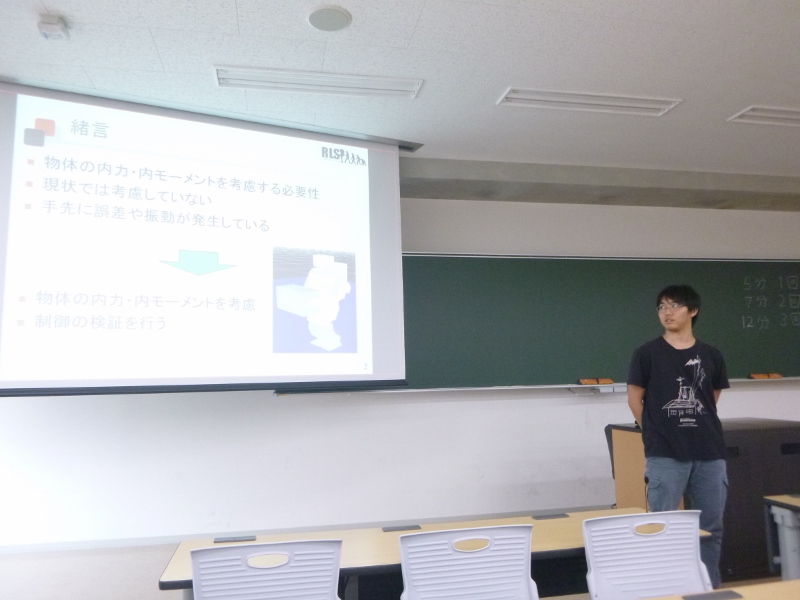 緒言
物体の内力・内モーメントを考慮する必要性
現状では考慮していない
手先に誤差や振動が発生している
物体の内力・内モーメントを考慮
制御の検証を行う
5分 1回
7分 2回
12分 3回